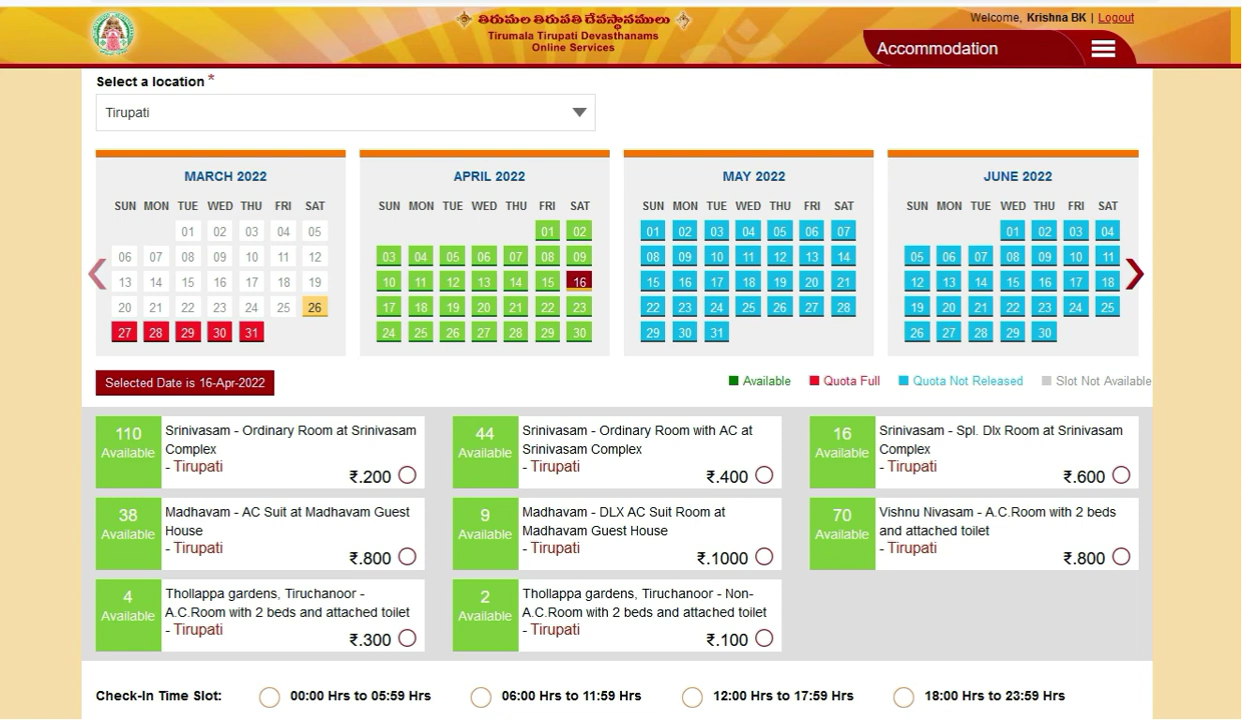 తిరుమల తిరుపతి దేవస్థానములు
Tirumala Tirupati Devasthanams
Online Services
Welcome, Krishna BK | Logout
Accommodation
Select a location *
Tirupati
MARCH 2022
SUN MON TUE WED THU FRI SAT
01 02 03 04 05
06 07 08 09 10 11 12
13 14 15 16 17 18 19
20 21 22 23 24 25 26
27 28 29 30 31
APRIL 2022
SUN MON TUE WED THU FRI SAT
01 02
03 04 05 06 07 08 09
10 11 12 13 14 15 16
17 18 19 20 21 22 23
24 25 26 27 28 29 30
MAY 2022
SUN MON TUE WED THU FRI SAT
01 02 03 04 05 06 07
08 09 10 11 12 13 14
15 16 17 18 19 20 21
22 23 24 25 26 27 28
29 30 31
JUNE 2022
SUN MON TUE WED THU FRI SAT
01 02 03 04
05 06 07 08 09 10 11
12 13 14 15 16 17 18
19 20 21 22 23 24 25
26 27 28 29 30
Selected Date is 16-Apr-2022
Available Quota Full Quota Not Released Slot Not Available
110
Available
Srinivasam - Ordinary Room at Srinivasam
Complex
- Tirupati
₹.200
44
Available
Srinivasam - Ordinary Room with AC at
Srinivasam Complex
- Tirupati
₹.400
16
Available
Srinivasam - Spl. Dlx Room at Srinivasam
Complex
- Tirupati
₹.600
38
Available
Madhavam - AC Suit at Madhavam Guest
House
- Tirupati
₹.800
9
Available
Madhavam - DLX AC Suit Room at
Madhavam Guest House
- Tirupati
₹.1000
70
Available
Vishnu Nivasam - A.C.Room with 2 beds
and attached toilet
- Tirupati
₹.800
4
Available
Thollappa gardens, Tiruchanoor -
A.C.Room with 2 beds and attached toilet
- Tirupati
₹.300
2
Available
Thollappa gardens, Tiruchanoor - Non-
A.C.Room with 2 beds and attached toilet
- Tirupati
₹.100
Check-In Time Slot: 00:00 Hrs to 05:59 Hrs 06:00 Hrs to 11:59 Hrs 12:00 Hrs to 17:59 Hrs 18:00 Hrs to 23:59 Hrs